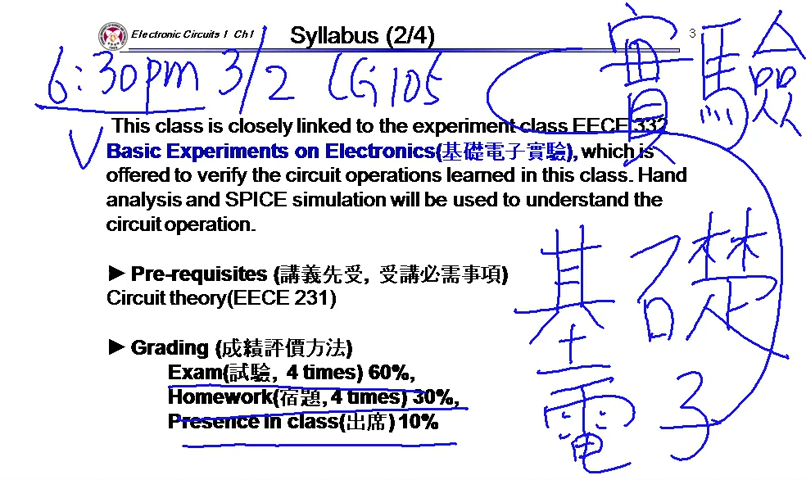 Electronic Circuits 1 Ch1
Syllabus (2/4)
3
6:30pm 3/2 LG105
實驗
This class is closely linked to the experiment class EECE 332
Basic Experiments on Electronics(基礎電子實驗), which is
offered to verify the circuit operations learned in this class. Hand
analysis and SPICE simulation will be used to understand the
circuit operation.
基礎
電子
► Pre-requisites (講義先受, 受講必需事項)
Circuit theory(EECE 231)
► Grading (成績評價方法)
Exam(試驗, 4 times) 60%,
Homework(宿題, 4 times) 30%,
Presence in class(出席) 10%